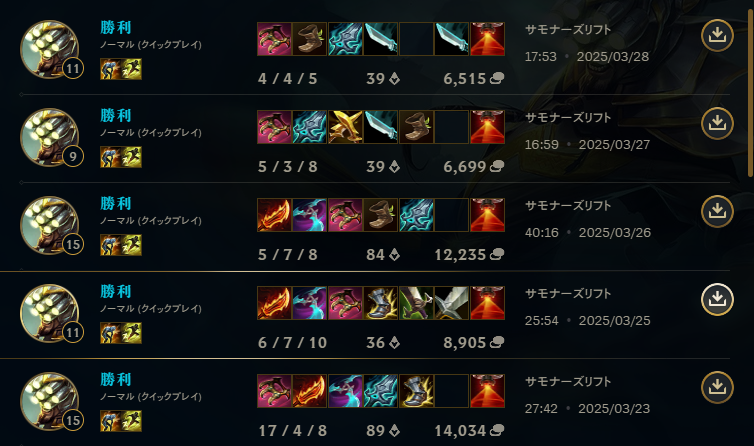 勝利
ノーマル (クイックプレイ)
11
4 / 4 / 5 39 6,515
サモナーズリフト
17:53 • 2025/03/28
勝利
ノーマル (クイックプレイ)
9
5 / 3 / 8 39 6,699
サモナーズリフト
16:59 • 2025/03/27
勝利
ノーマル (クイックプレイ)
15
5 / 7 / 8 84 12,235
サモナーズリフト
40:16 • 2025/03/26
勝利
ノーマル (クイックプレイ)
11
6 / 7 / 10 36 8,905
サモナーズリフト
25:54 • 2025/03/25
勝利
ノーマル (クイックプレイ)
15
17 / 4 / 8 89 14,034
サモナーズリフト
27:42 • 2025/03/23